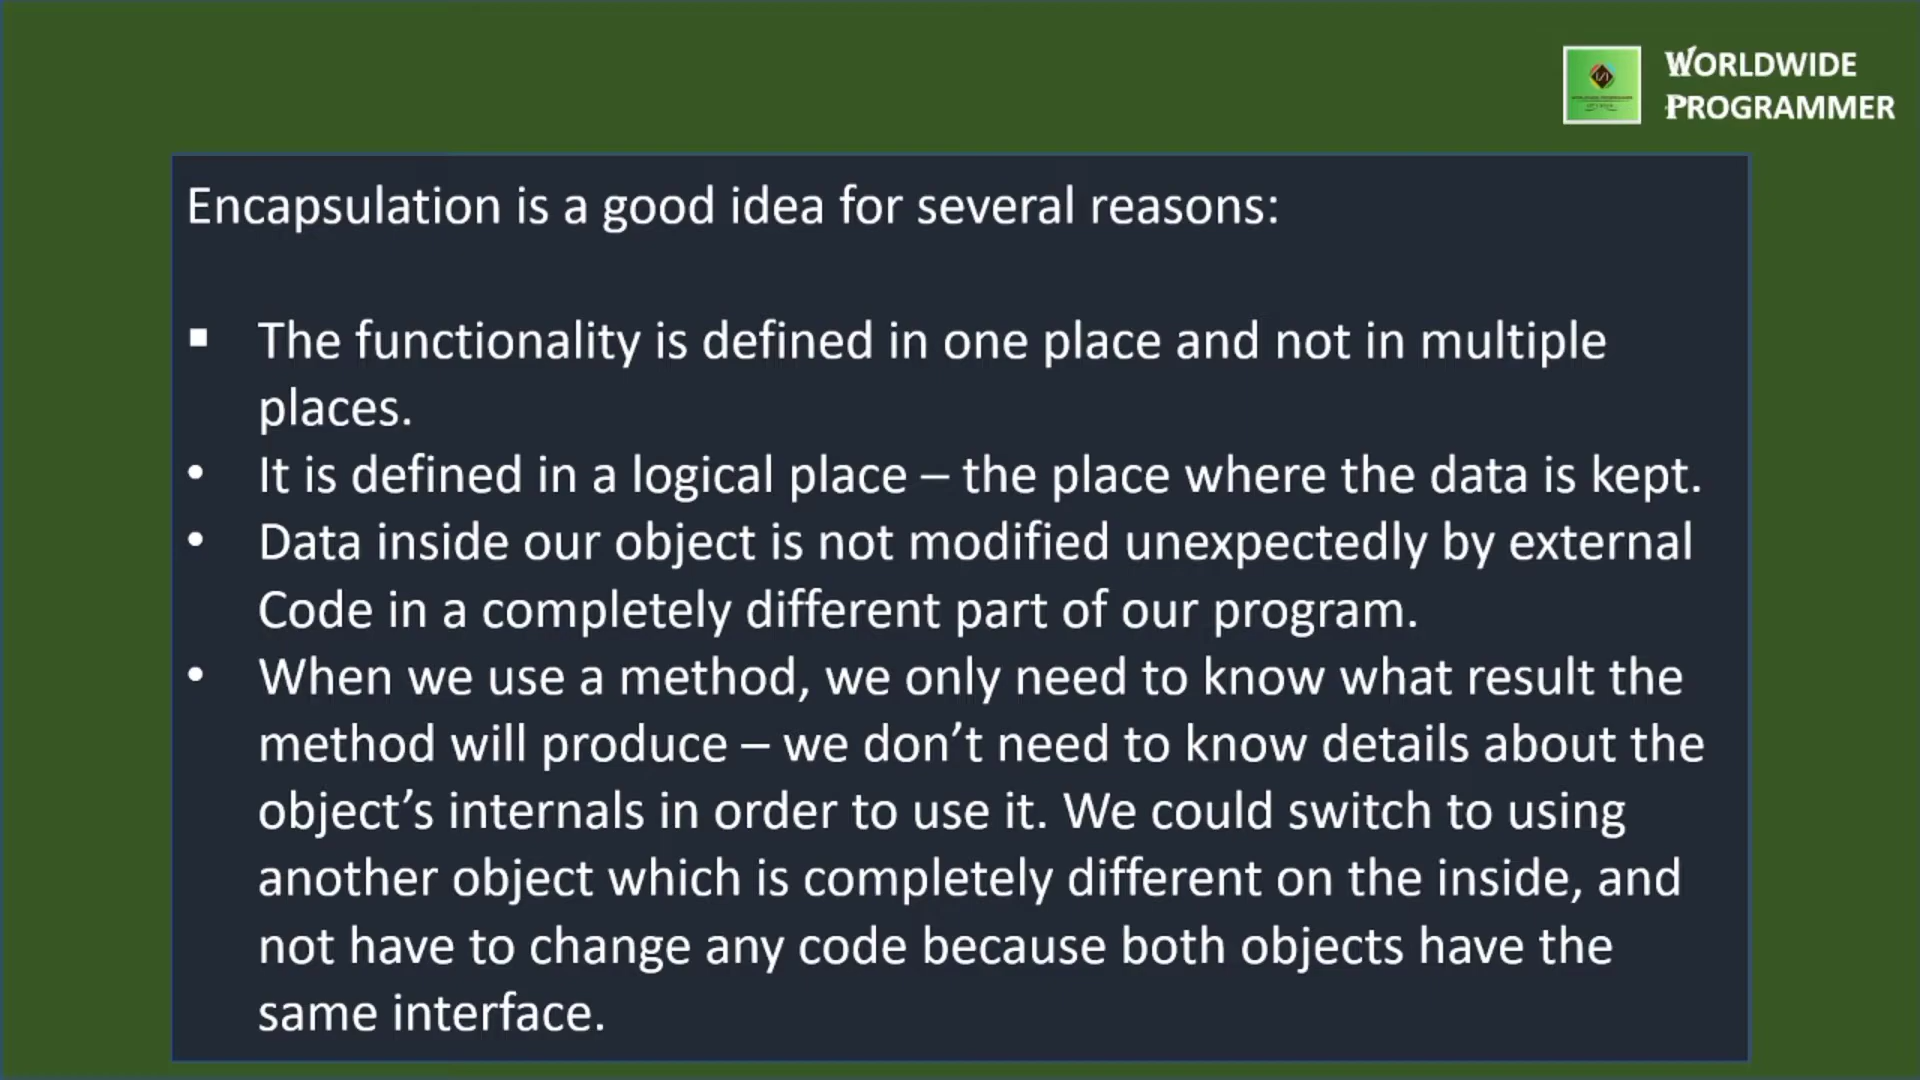 WORLDWIDE
PROGRAMMER
Encapsulation is a good idea for several reasons:
▪ The functionality is defined in one place and not in multiple
places.
• It is defined in a logical place – the place where the data is kept.
• Data inside our object is not modified unexpectedly by external
Code in a completely different part of our program.
• When we use a method, we only need to know what result the
method will produce – we don’t need to know details about the
object’s internals in order to use it. We could switch to using
another object which is completely different on the inside, and
not have to change any code because both objects have the
same interface.